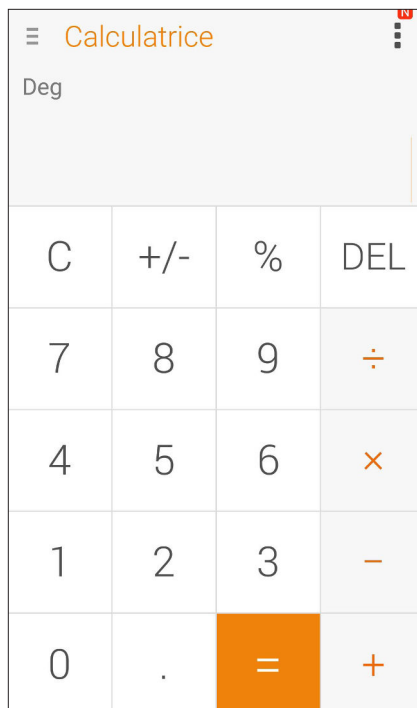 N
Calculatrice
Deg
C +/- % DEL
7 8 9 ÷
4 5 6 ×
1 2 3 −
0 . = +